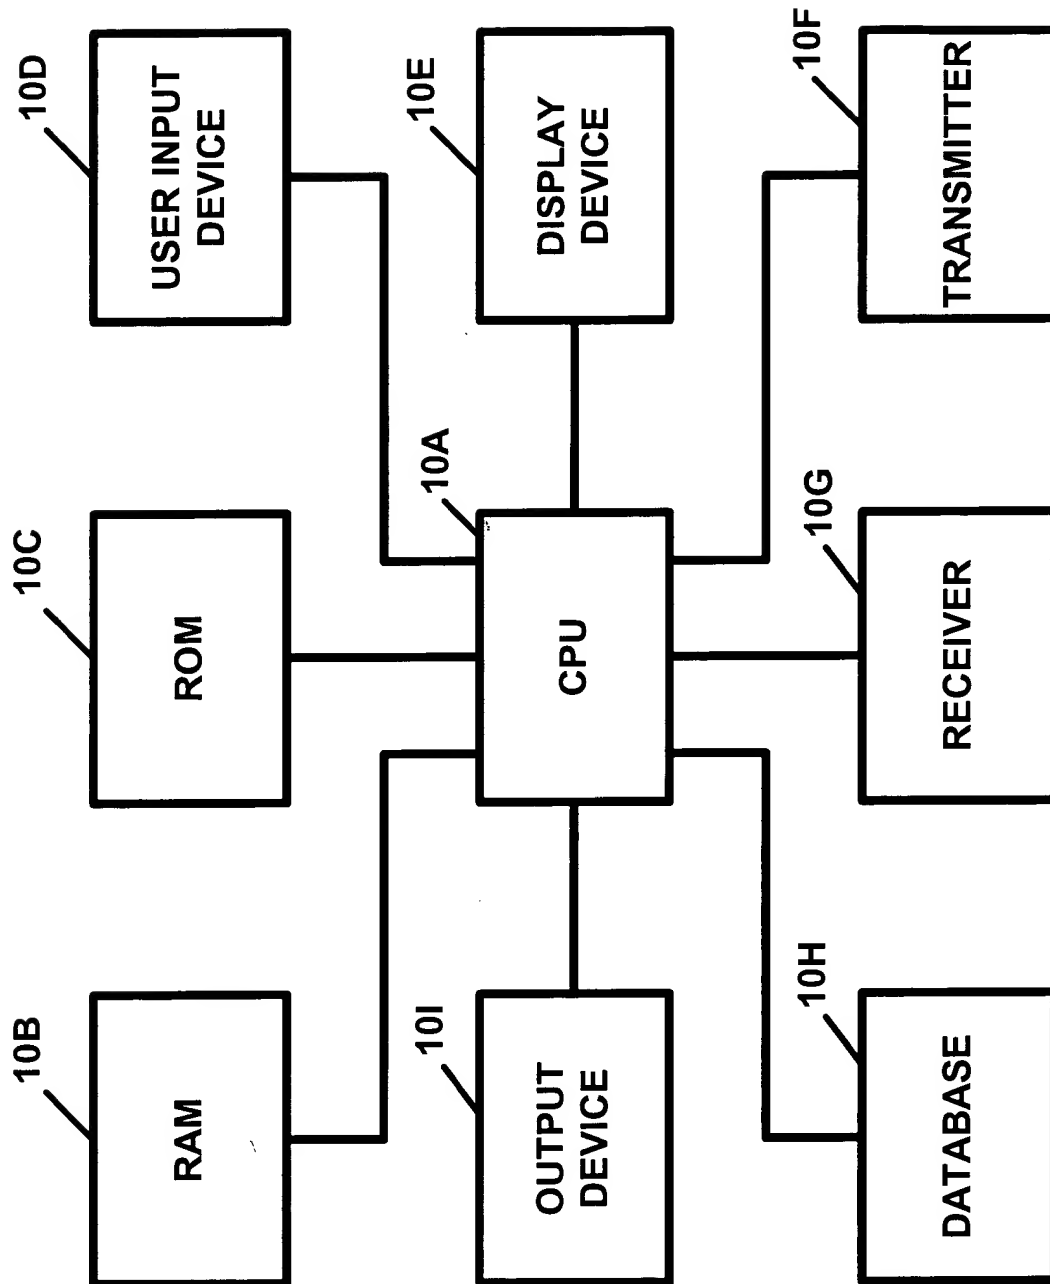 10B
RAM
10C
ROM
10D
USER INPUT
DEVICE
10I
OUTPUT
DEVICE
10A
CPU
10E
DISPLAY
DEVICE
10H
DATABASE
10G
RECEIVER
10F
TRANSMITTER